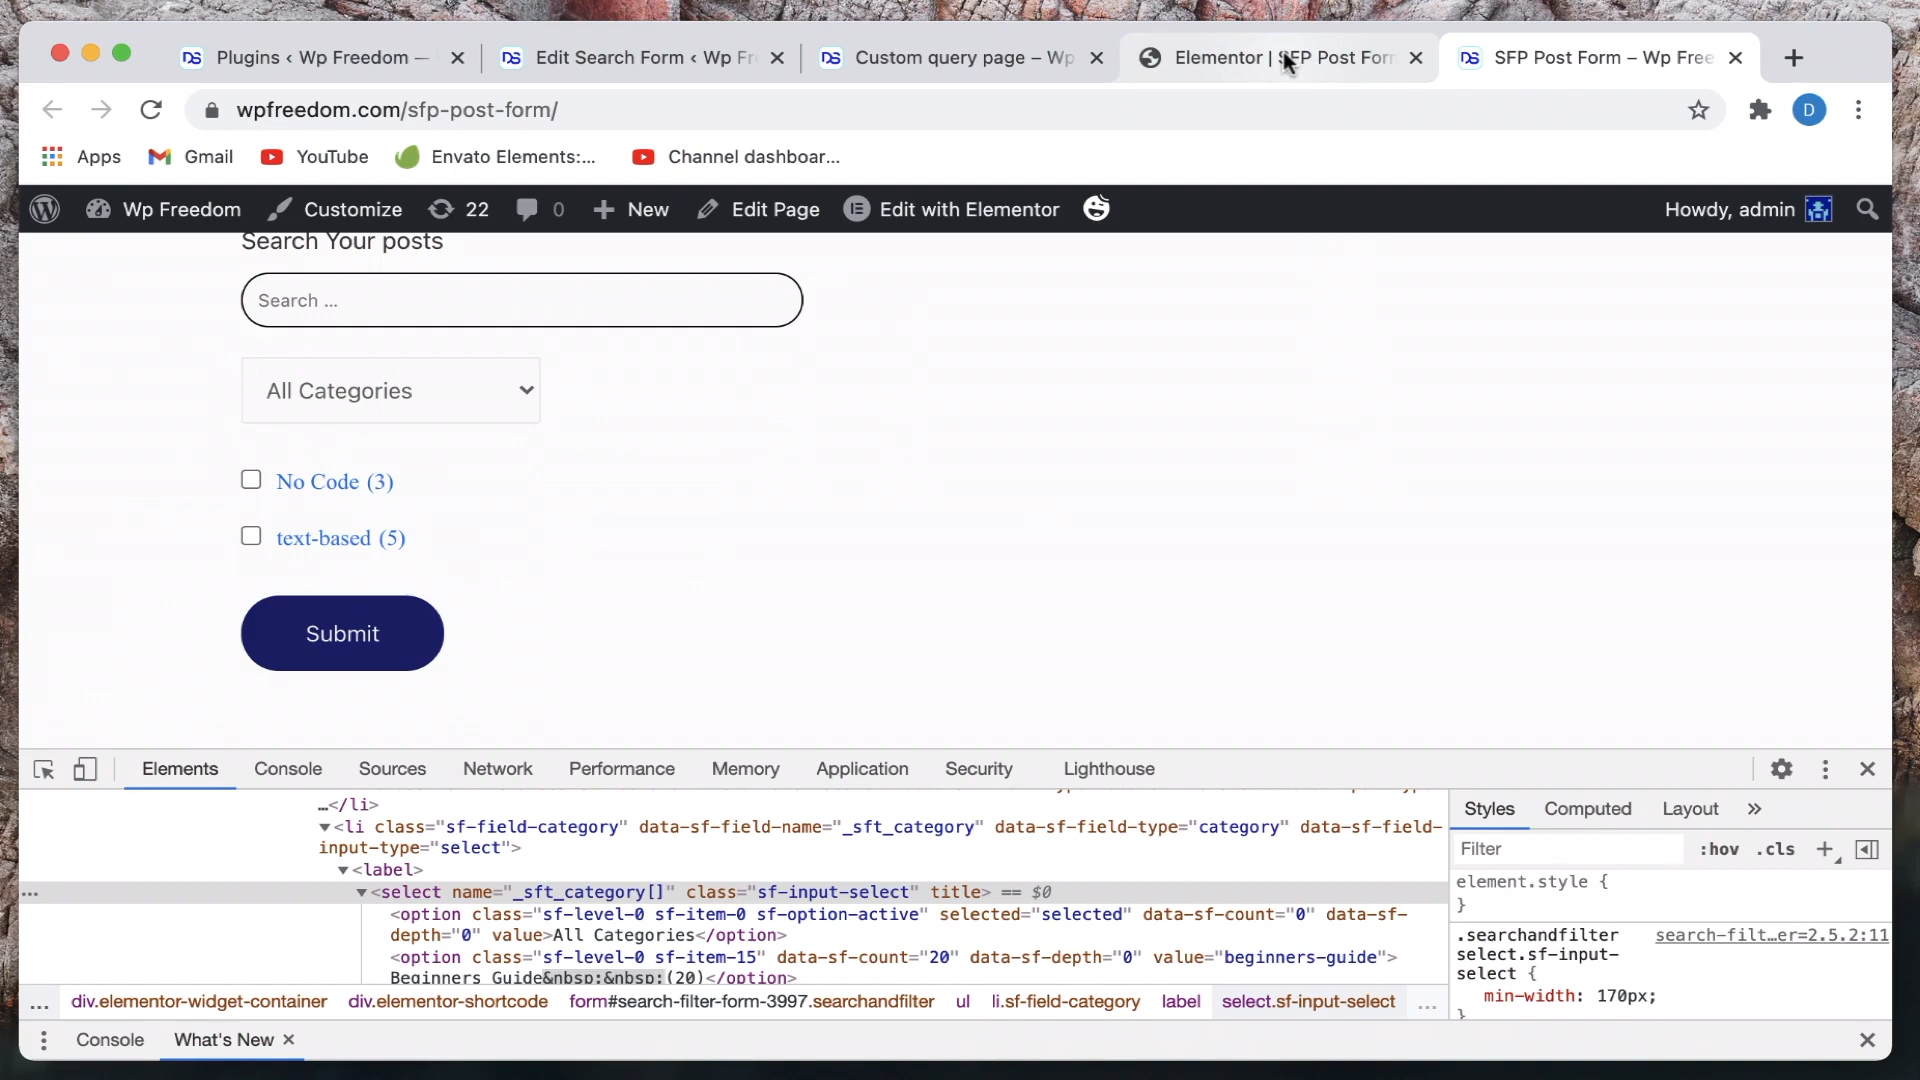 Plugins ‹ Wp Freedom —
Edit Search Form ‹ Wp Fr
Custom query page – Wp
Elementor | SFP Post Form
SFP Post Form – Wp Free
wpfreedom.com/sfp-post-form/
D
Apps
Gmail
YouTube
Envato Elements:...
Channel dashboar...
Wp Freedom
Customize
22
0
New
Edit Page
Edit with Elementor
Howdy, admin
Search Your posts
Search ...
All Categories
No Code (3)
text-based (5)
Submit
Elements
Console
Sources
Network
Performance
Memory
Application
Security
Lighthouse
…</li>
▼<li class="sf-field-category" data-sf-field-name="_sft_category" data-sf-field-type="category" data-sf-field-
input-type="select">
▼<label>
▼<select name="_sft_category[]" class="sf-input-select" title> == $0
<option class="sf-level-0 sf-item-0 sf-option-active" selected="selected" data-sf-count="0" data-sf-
depth="0" value>All Categories</option>
<option class="sf-level-0 sf-item-15" data-sf-count="20" data-sf-depth="0" value="beginners-guide">
Beginners Guide&nbsp;&nbsp;(20)</option>
... div.elementor-widget-container div.elementor-shortcode form#search-filter-form-3997.searchandfilter ul li.sf-field-category label select.sf-input-select ...
Styles
Computed
Layout
»
Filter
:hov
.cls
element.style {
}
.searchandfilter search-filt…er=2.5.2:11
select.sf-input-
select {
min-width: 170px;
}
Console
What's New